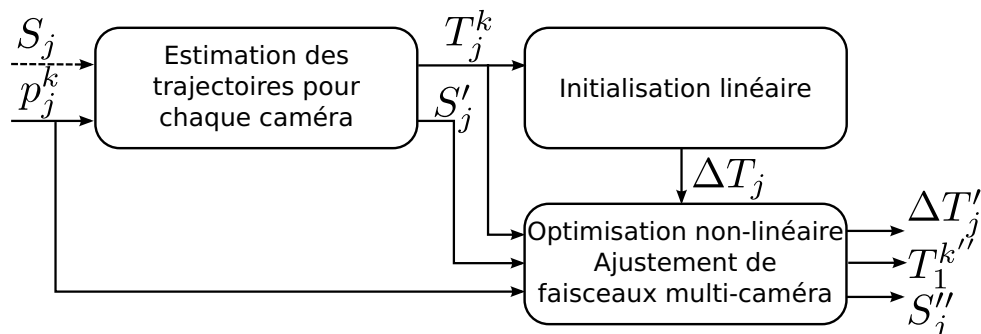 S_j
p_j^k
Estimation des
trajectoires pour
chaque caméra
T_j^k
S'_j
Initialisation linéaire
ΔT_j
Optimisation non-linéaire
Ajustement de
faisceaux multi-caméra
ΔT'_j
T_1^{k''}
S''_j